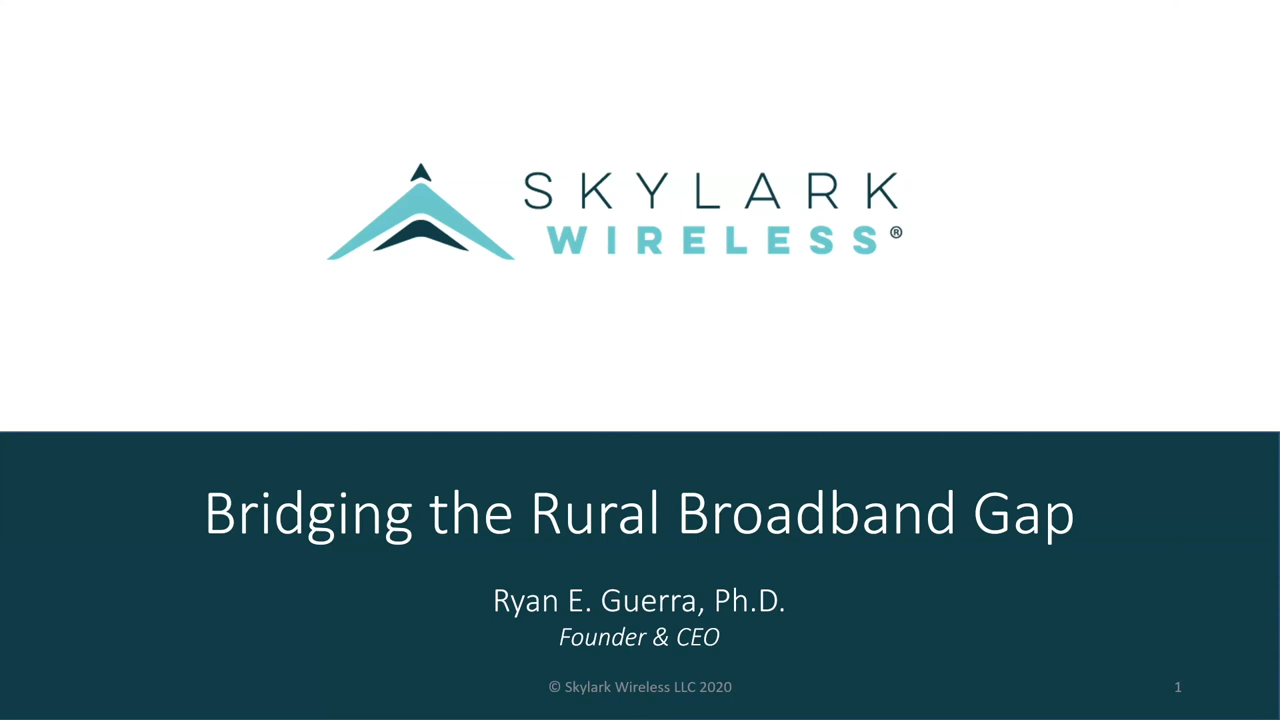 SKYLARK
WIRELESS®
Bridging the Rural Broadband Gap
Ryan E. Guerra, Ph.D.
Founder & CEO
© Skylark Wireless LLC 2020
1